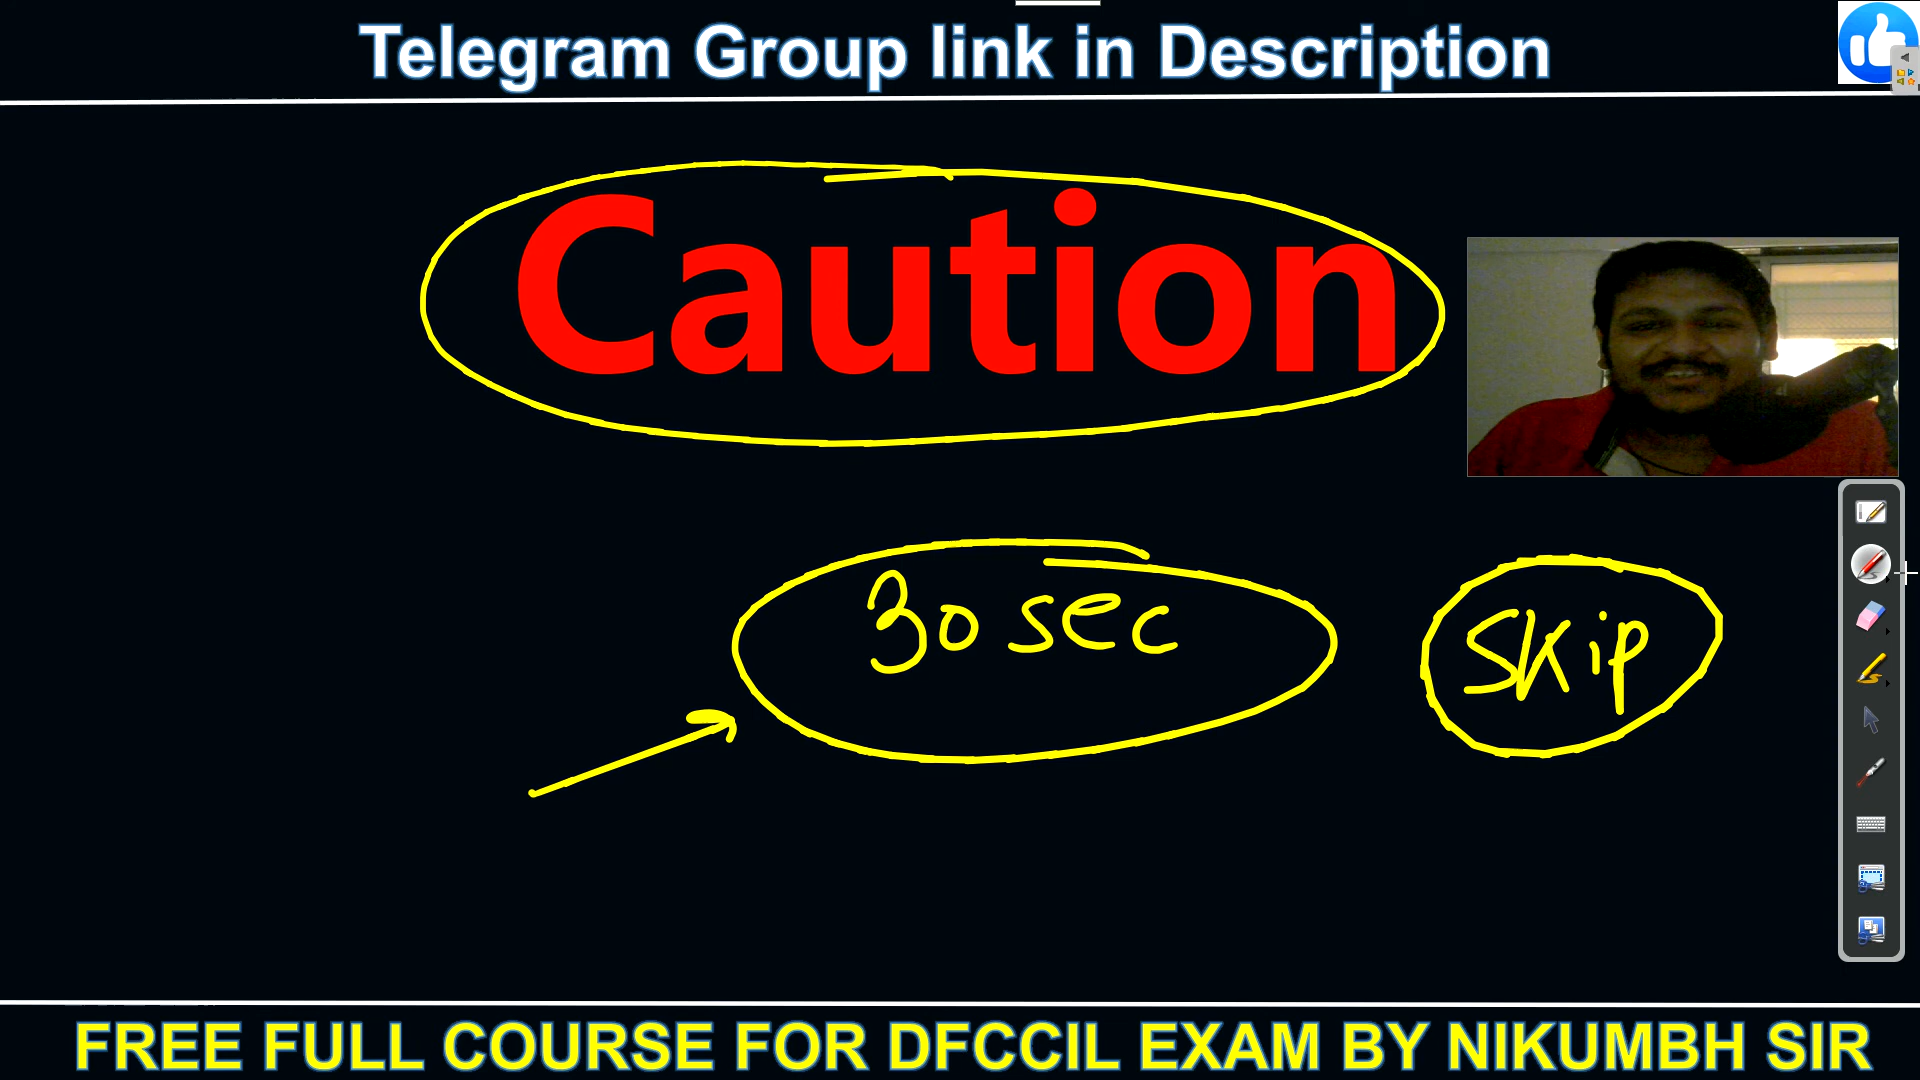 Telegram Group link in Description
Caution
30 sec
Skip
FREE FULL COURSE FOR DFCCIL EXAM BY NIKUMBH SIR